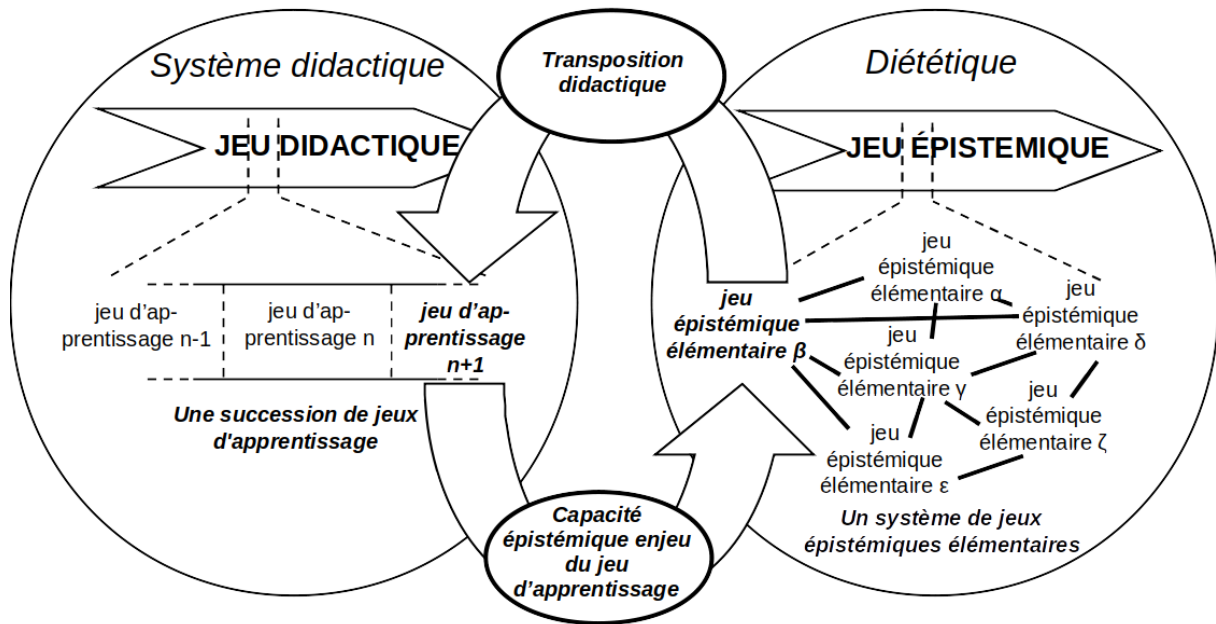 Système didactique
JEU DIDACTIQUE
jeu d'ap-
prentissage n-1
jeu d'ap-
prentissage n
jeu d'ap-
prentissage
n+1
Une succession de jeux
d'apprentissage
Transposition
didactique
Capacité
épistémique enjeu
du jeu
d'apprentissage
Diététique
JEU ÉPISTEMIQUE
jeu
épistémique
élémentaire α
jeu
épistémique
élémentaire β
jeu
épistémique
élémentaire γ
jeu
épistémique
élémentaire δ
jeu
épistémique
élémentaire ζ
jeu
épistémique
élémentaire ε
Un système de jeux
épistémiques élémentaires